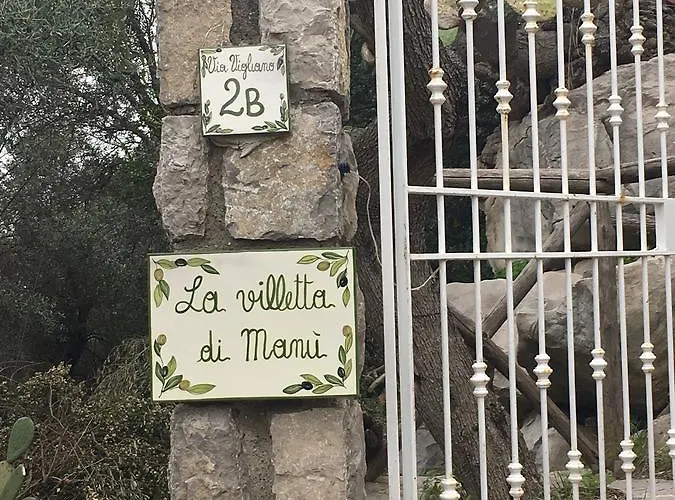 Via Vigliano
2B
La villetta
di Manù